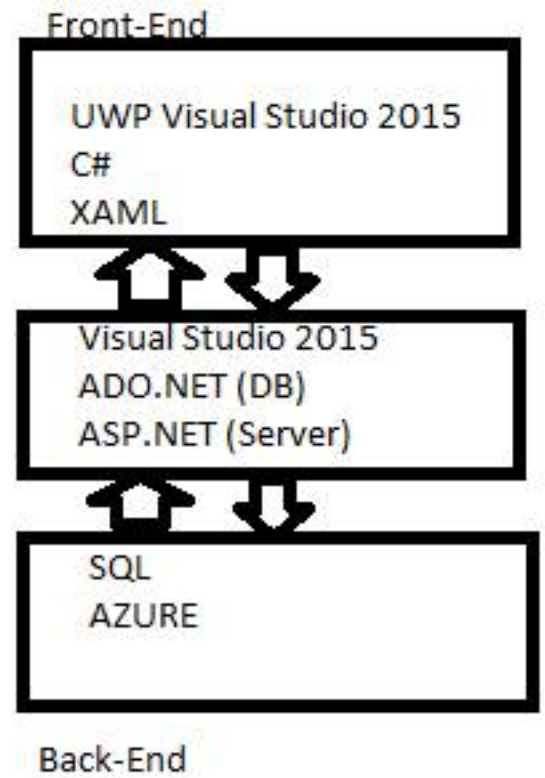 Front-End
UWP Visual Studio 2015
C#
XAML
Visual Studio 2015
ADO.NET (DB)
ASP.NET (Server)
SQL
AZURE
Back-End